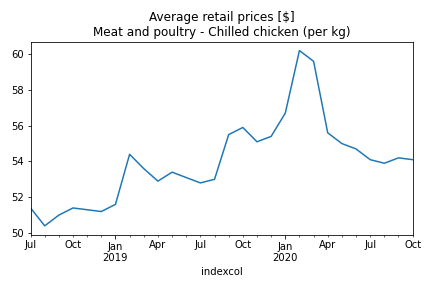 Average retail prices [$]
Meat and poultry - Chilled chicken (per kg)
60
58
56
54
52
50
Jul Oct Jan Apr Jul Oct Jan Apr Jul Oct
2019 2020
indexcol